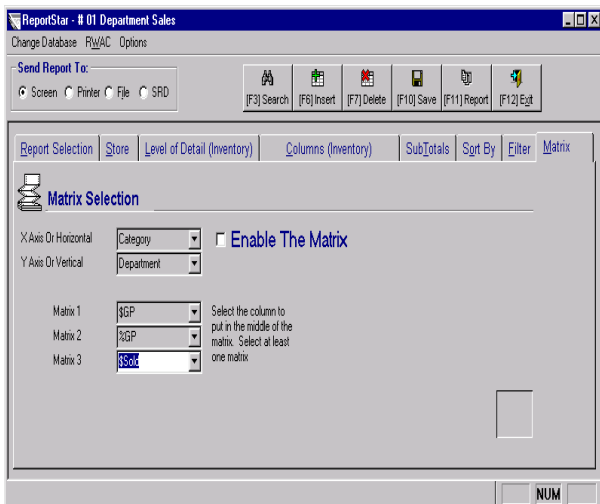 ReportStar - # 01 Department Sales
Change Database RWAC Options
Send Report To:
Screen Printer File SRD
[F3] Search [F6] Insert [F7] Delete [F10] Save [F11] Report [F12] Exit
Report Selection Store Level of Detail (Inventory) Columns (Inventory) SubTotals Sort By Filter Matrix
Matrix Selection
X Axis Or Horizontal Category Enable The Matrix
Y Axis Or Vertical Department
Matrix 1 $GP Select the column to
put in the middle of the
Matrix 2 %GP matrix. Select at least
Matrix 3 $Sold one matrix
NUM